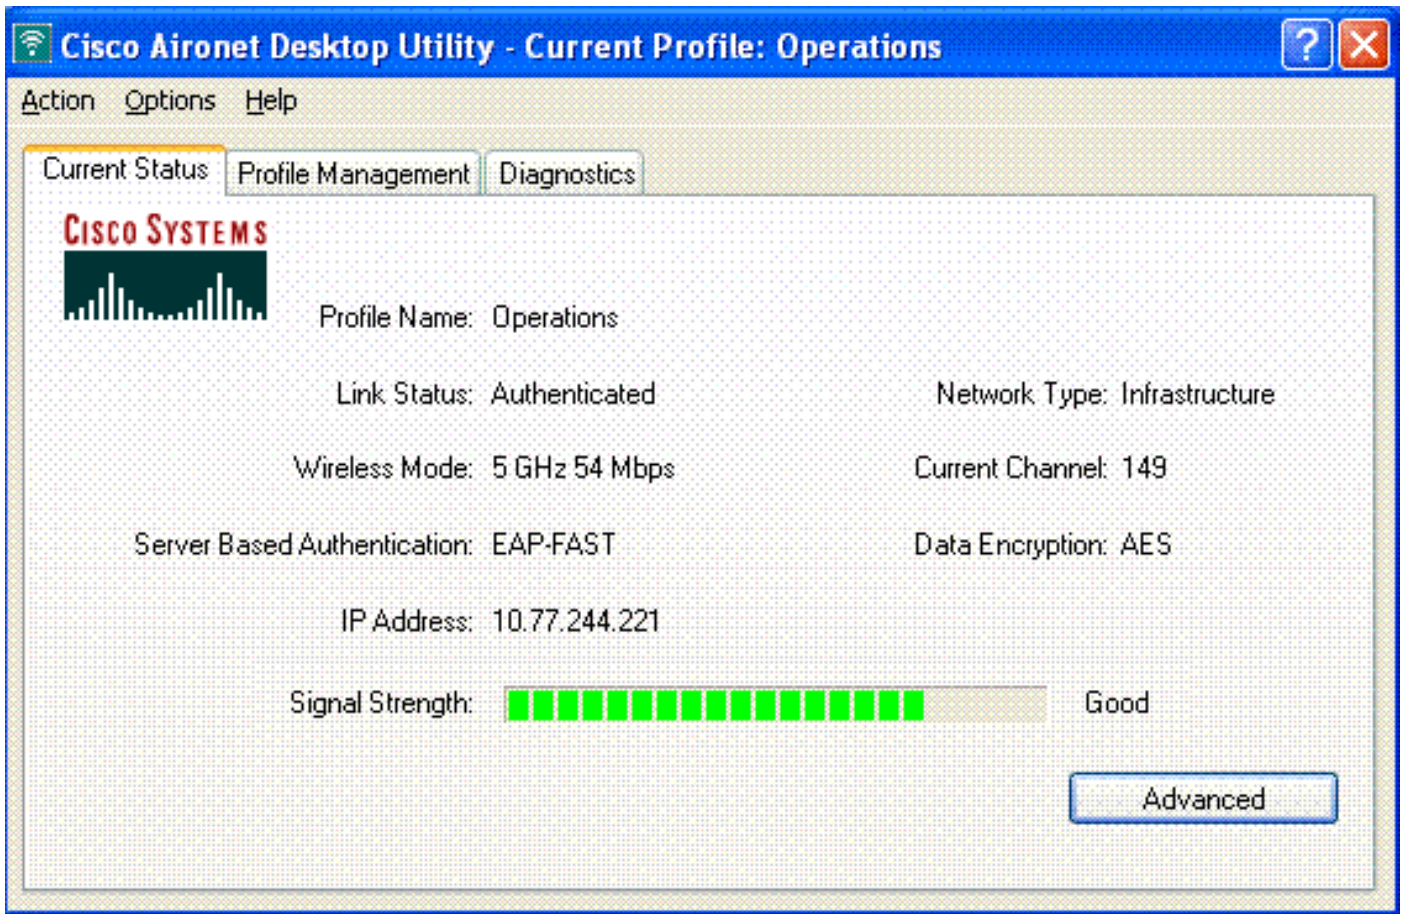 Cisco Aironet Desktop Utility - Current Profile: Operations ?
Action Options Help
Current Status Profile Management Diagnostics
CISCO SYSTEMS
Profile Name: Operations
Link Status: Authenticated Network Type: Infrastructure
Wireless Mode: 5 GHz 54 Mbps Current Channel: 149
Server Based Authentication: EAP-FAST Data Encryption: AES
IP Address: 10.77.244.221
Signal Strength: Good
Advanced